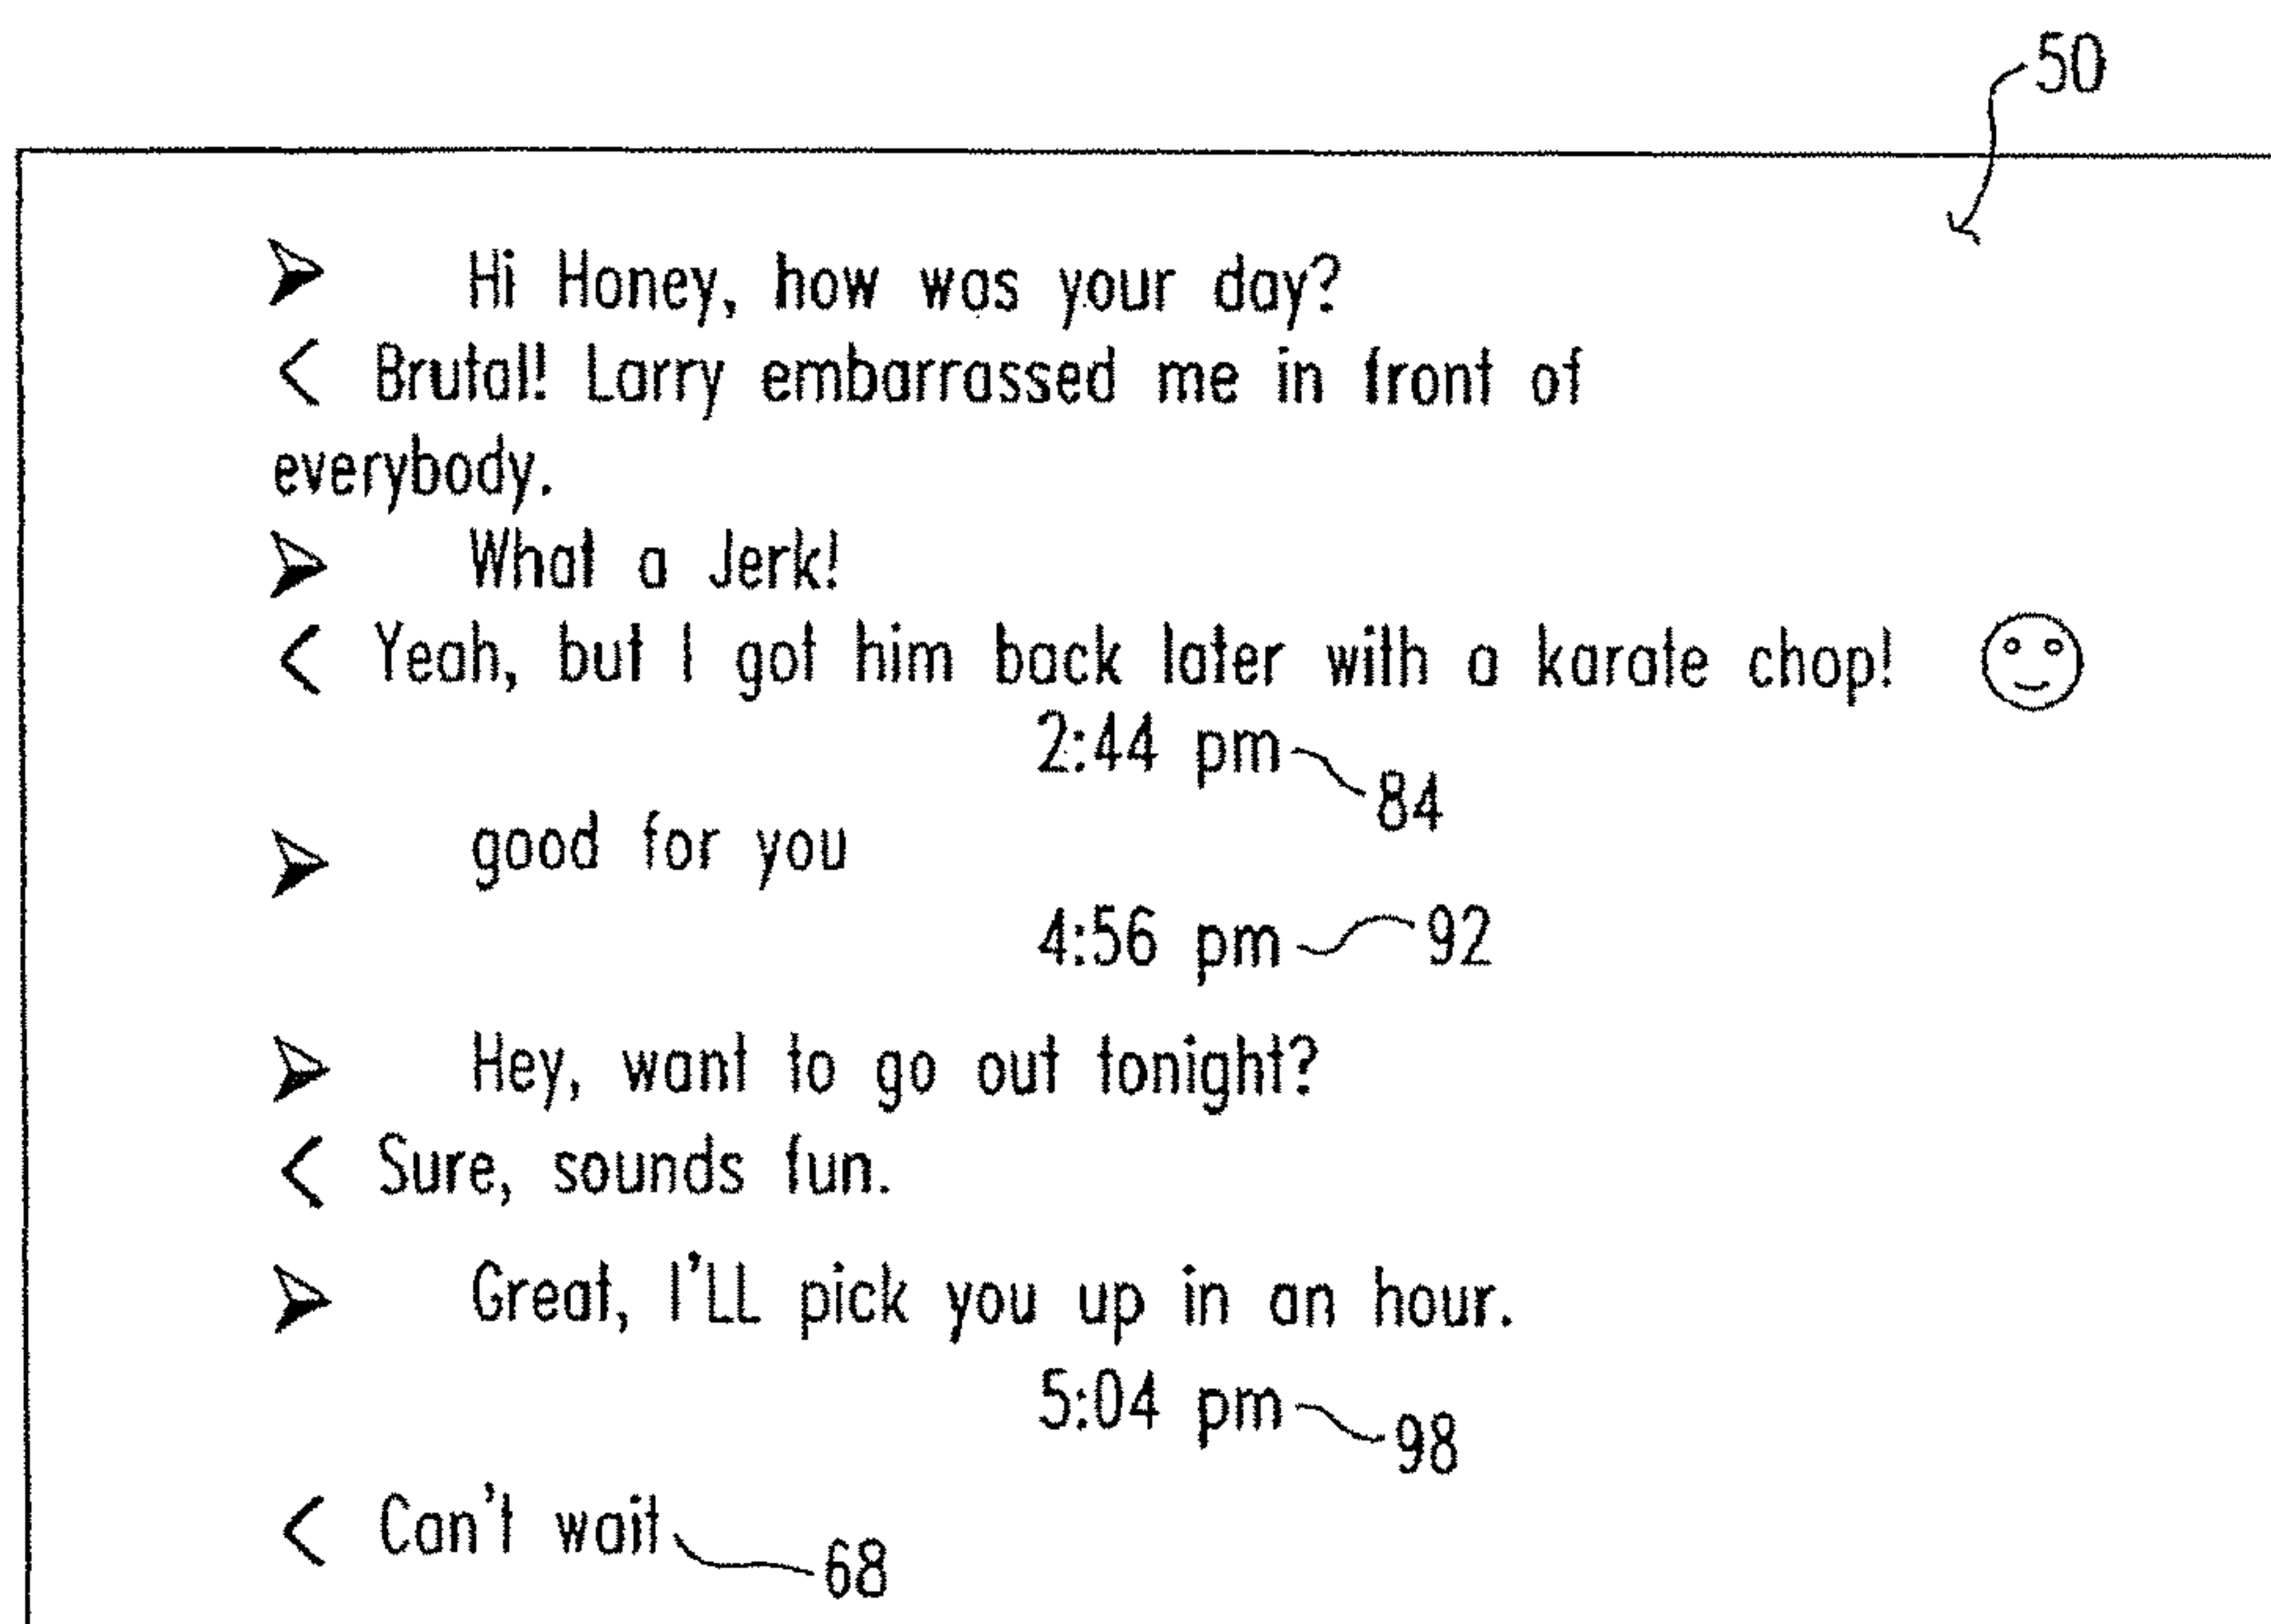 50
➢ Hi Honey, how was your day?
< Brutal! Larry embarrassed me in front of
everybody.
➢ What a Jerk!
< Yeah, but I got him back later with a karate chop! ☺
2:44 pm 84
➢ good for you
4:56 pm 92
➢ Hey, want to go out tonight?
< Sure, sounds fun.
➢ Great, I'LL pick you up in an hour.
5:04 pm 98
< Can't wait 68